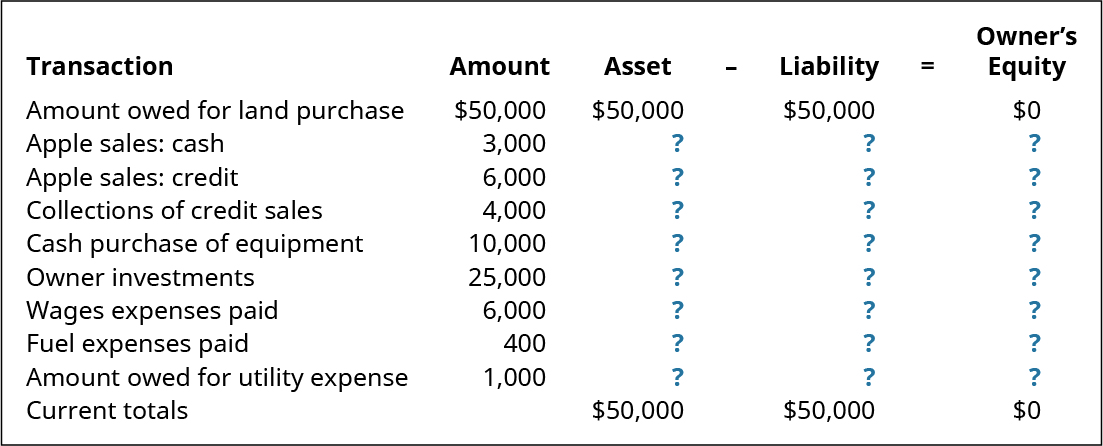 Transaction Amount Asset – Liability = Owner’s Equity
Amount owed for land purchase $50,000 $50,000 $50,000 $0
Apple sales: cash 3,000 ? ? ?
Apple sales: credit 6,000 ? ? ?
Collections of credit sales 4,000 ? ? ?
Cash purchase of equipment 10,000 ? ? ?
Owner investments 25,000 ? ? ?
Wages expenses paid 6,000 ? ? ?
Fuel expenses paid 400 ? ? ?
Amount owed for utility expense 1,000 ? ? ?
Current totals $50,000 $50,000 $0